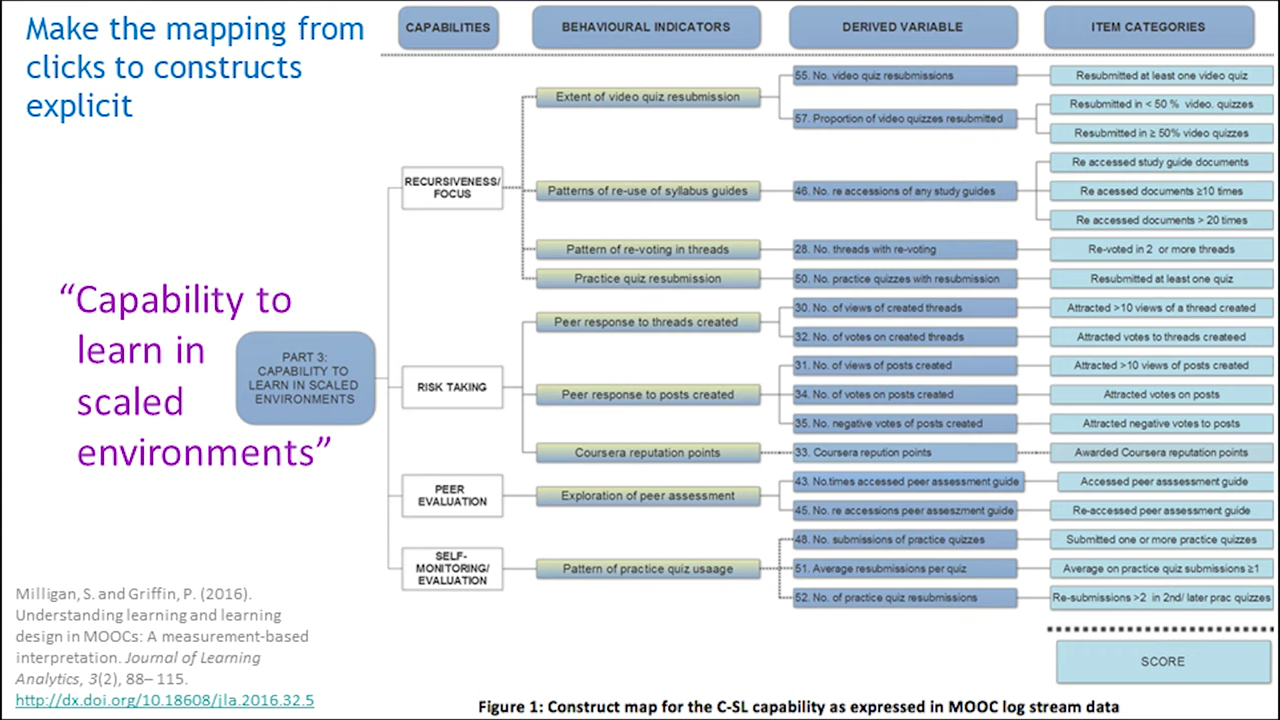 Make the mapping from
clicks to constructs
explicit
“Capability to
learn in
scaled
environments”
Milligan, S. and Griffin, P. (2016).
Understanding learning and learning
design in MOOCs: A measurement-based
interpretation. Journal of Learning
Analytics, 3(2), 88– 115.
http://dx.doi.org/10.18608/jla.2016.32.5
PART 3:
CAPABILITY TO
LEARN IN SCALED
ENVIRONMENTS
CAPABILITIES
RECURSIVENESS/
FOCUS
RISK TAKING
PEER
EVALUATION
SELF-
MONITORING/
EVALUATION
BEHAVIOURAL INDICATORS
Extent of video quiz resubmission
Patterns of re-use of syllabus guides
Pattern of re-voting in threads
Practice quiz resubmission
Peer response to threads created
Peer response to posts created
Coursera reputation points
Exploration of peer assessment
Pattern of practice quiz usaage
DERIVED VARIABLE
55. No. video quiz resubmissions
57. Proportion of video quizzes resubmitted
46. No. re accessions of any study guides
28. No. threads with re-voting
50. No. practice quizzes with resubmission
30. No. of views of created threads
32. No. of votes on created threads
31. No. of views of posts created
34. No. of votes on posts created
35. No. negative votes of posts created
33. Coursera repution points
43. No.times accessed peer assessment guide
45. No. re accessions peer asseszment guide
48. No. submissions of practice quizzes
51. Average resubmissions per quiz
52. No. of practice quiz resubmissions
ITEM CATEGORIES
Resubmitted at least one video quiz
Resubmitted in < 50 % video. quizzes
Resubmitted in ≥ 50% video quizzes
Re accessed study guide documents
Re acessed documents ≥10 times
Re accessed documents > 20 times
Re-voted in 2 or more threads
Resubmitted at least one quiz
Attracted >10 views of a thread created
Attracted votes to threads createed
Attracted >10 views of posts created
Attracted votes on posts
Attracted negative votes to posts
Awarded Coursera reputation points
Accessed peer asssessment guide
Re-accessed peer assessment guide
Submitted one or more practice quizzes
Average on practice quiz submissions ≥1
Re-submissions >2 in 2nd/ later prac quizzes
SCORE
Figure 1: Construct map for the C-SL capability as expressed in MOOC log stream data